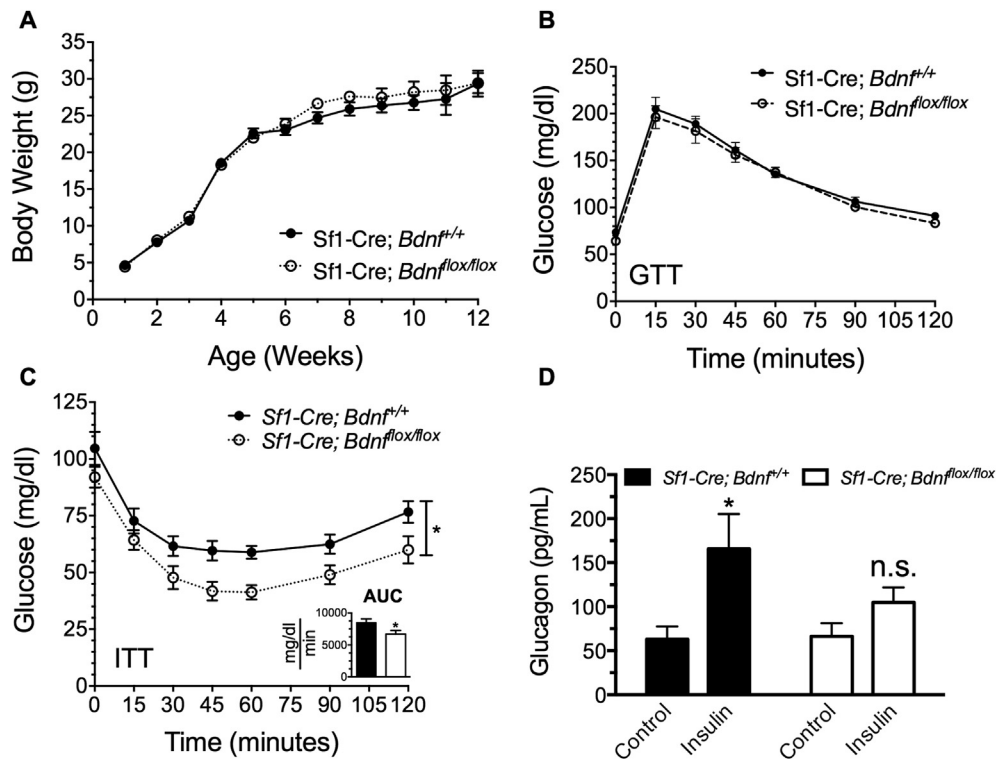 A
Body Weight (g)
35
30
25
20
15
10
5
0
Sf1-Cre; Bdnf+/+
Sf1-Cre; Bdnfflox/flox
0 2 4 6 8 10 12
Age (Weeks)
B
Glucose (mg/dl)
250
200
150
100
50
0
Sf1-Cre; Bdnf+/+
Sf1-Cre; Bdnfflox/flox
GTT
0 15 30 45 60 75 90 105 120
Time (minutes)
C
Glucose (mg/dl)
125
100
75
50
25
0
Sf1-Cre; Bdnf+/+
Sf1-Cre; Bdnfflox/flox
*
ITT
AUC
mg/dl
min
10000
5000
0
*
0 15 30 45 60 75 90 105 120
Time (minutes)
D
Glucagon (pg/mL)
250
200
150
100
50
0
Sf1-Cre; Bdnf+/+ Sf1-Cre; Bdnfflox/flox
*
n.s.
Control Insulin Control Insulin